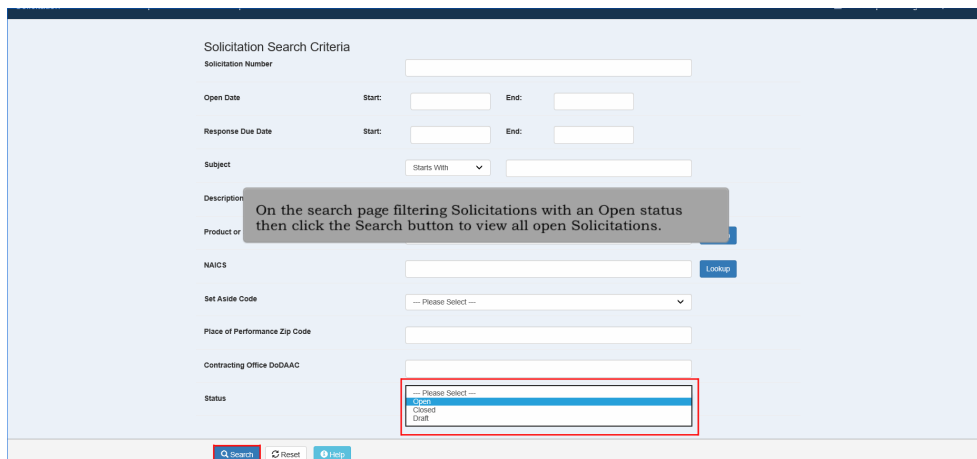 Solicitation Search Criteria
Solicitation Number
Open Date Start: End:
Response Due Date Start: End:
Subject Starts With
Description
On the search page filtering Solicitations with an Open status
then click the Search button to view all open Solicitations.
Product or
NAICS Lookup
Set Aside Code --- Please Select ---
Place of Performance Zip Code
Contracting Office DoDAAC
Status --- Please Select ---
Open
Closed
Draft
Search Reset Help